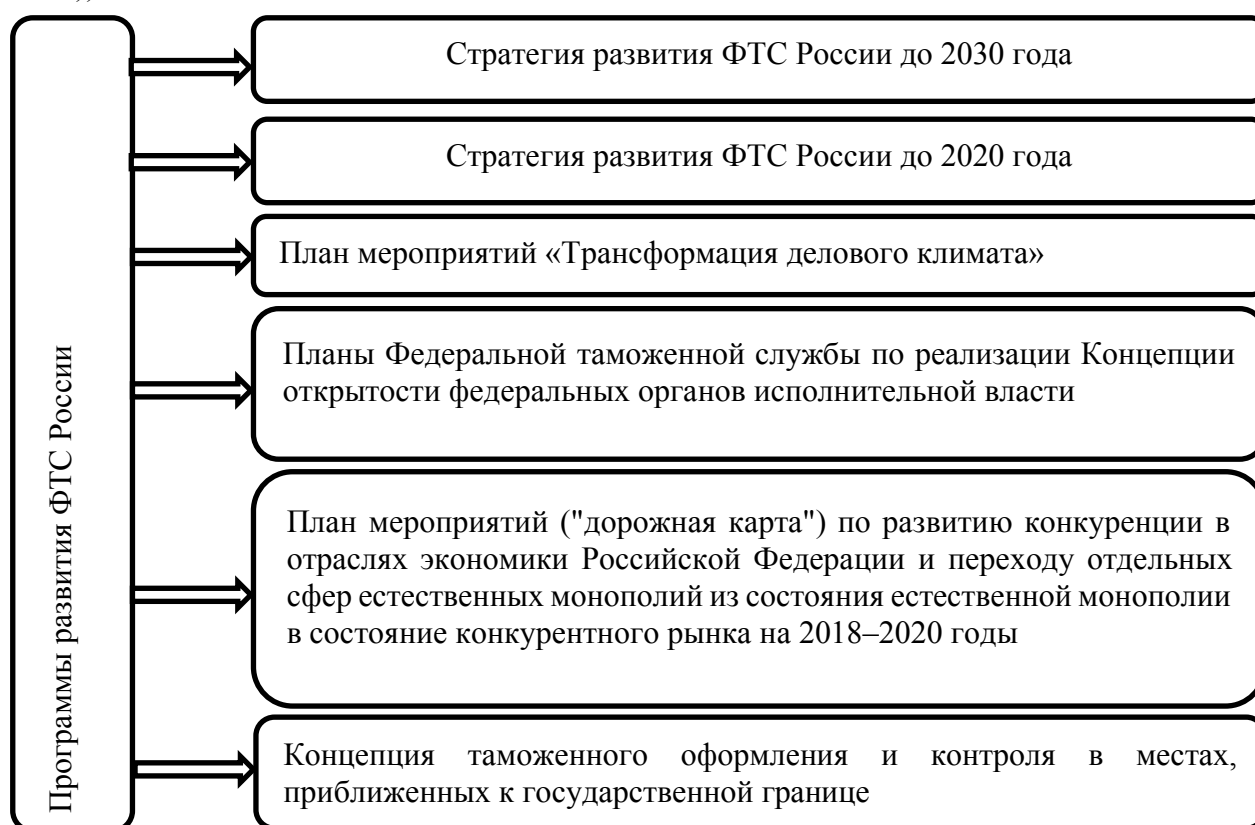 Программы развития ФТС России
Стратегия развития ФТС России до 2030 года
Стратегия развития ФТС России до 2020 года
План мероприятий «Трансформация делового климата»
Планы Федеральной таможенной службы по реализации Концепции
открытости федеральных органов исполнительной власти
План мероприятий ("дорожная карта") по развитию конкуренции в
отраслях экономики Российской Федерации и переходу отдельных
сфер естественных монополий из состояния естественной монополии
в состояние конкурентного рынка на 2018–2020 годы
Концепция таможенного оформления и контроля в местах,
приближенных к государственной границе